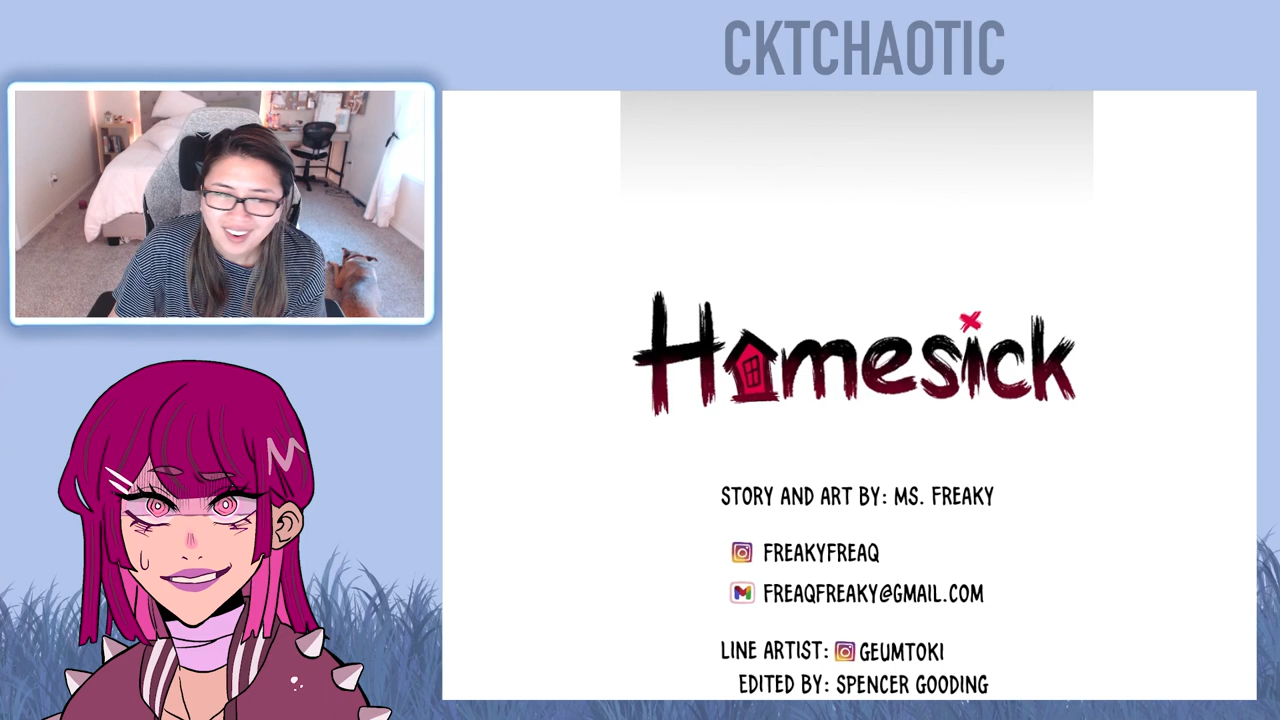 CKTCHAOTIC
Homesick
STORY AND ART BY: MS. FREAKY
FREAKYFREAQ
FREAQFREAKY@GMAIL.COM
LINE ARTIST: GEUMTOKI
EDITED BY: SPENCER GOODING